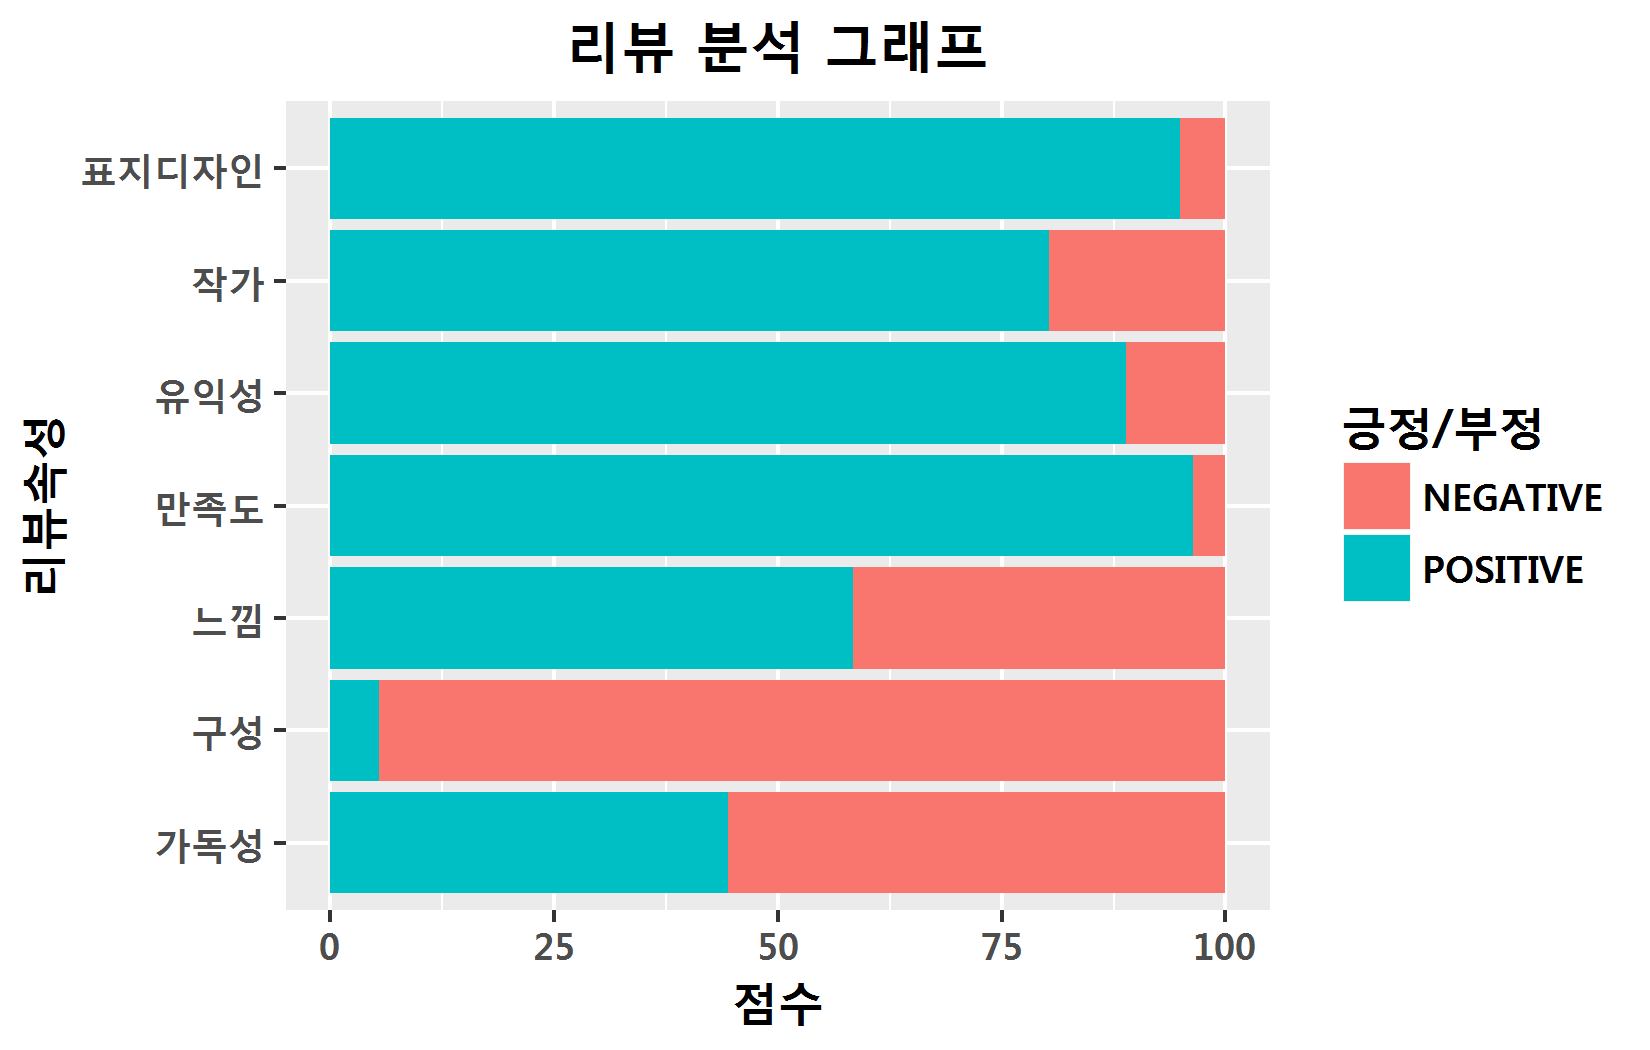 리뷰 분석 그래프
리뷰속성
표지디자인
작가
유익성
만족도
느낌
구성
가독성
0 25 50 75 100
점수
긍정/부정
NEGATIVE
POSITIVE